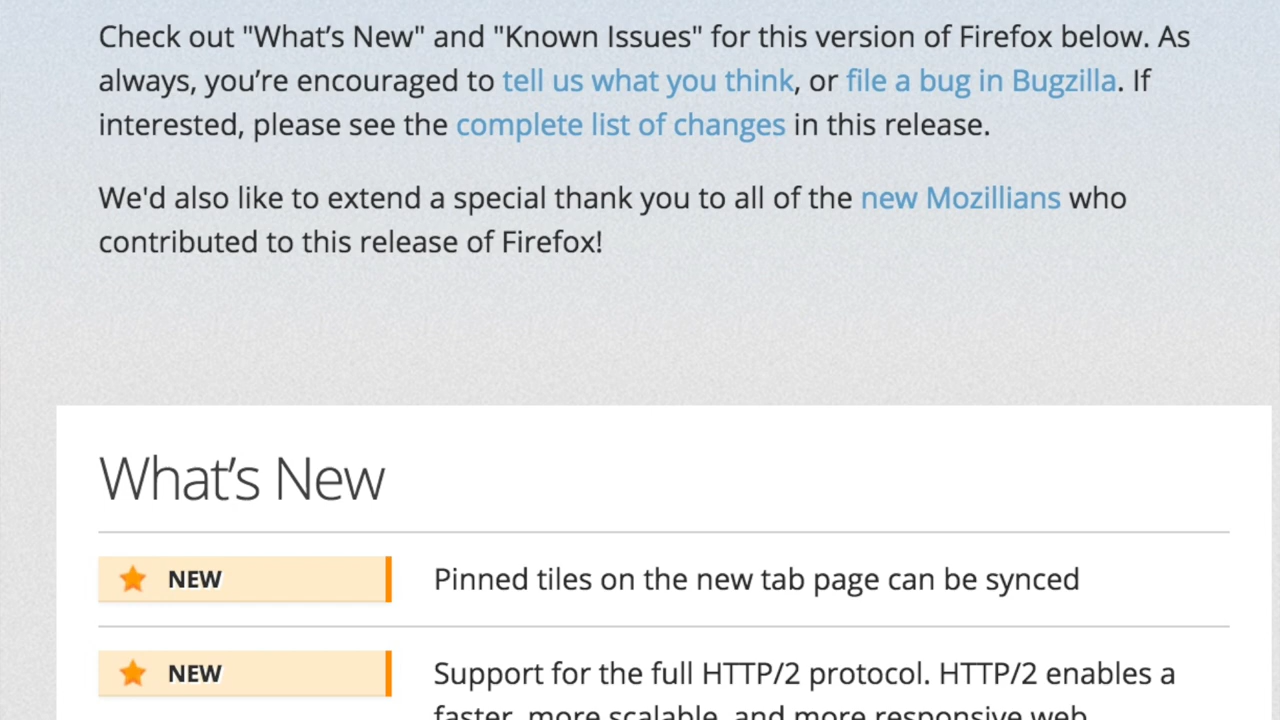 Check out "What’s New" and "Known Issues" for this version of Firefox below. As
always, you’re encouraged to tell us what you think, or file a bug in Bugzilla. If
interested, please see the complete list of changes in this release.
We'd also like to extend a special thank you to all of the new Mozillians who
contributed to this release of Firefox!
What’s New
NEW Pinned tiles on the new tab page can be synced
NEW Support for the full HTTP/2 protocol. HTTP/2 enables a
faster, more scalable, and more responsive web